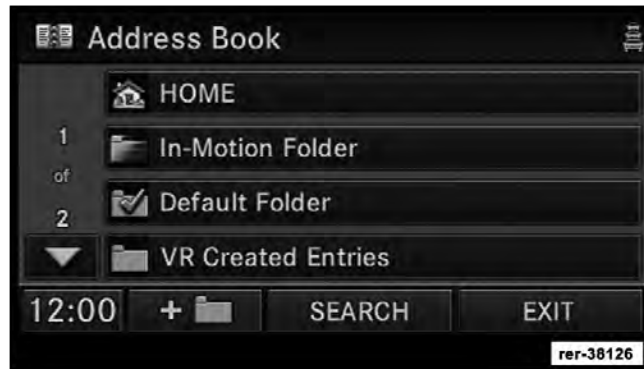 Address Book
HOME
In-Motion Folder
Default Folder
VR Created Entries
1
of
2
12:00 + SEARCH EXIT
rer-38126